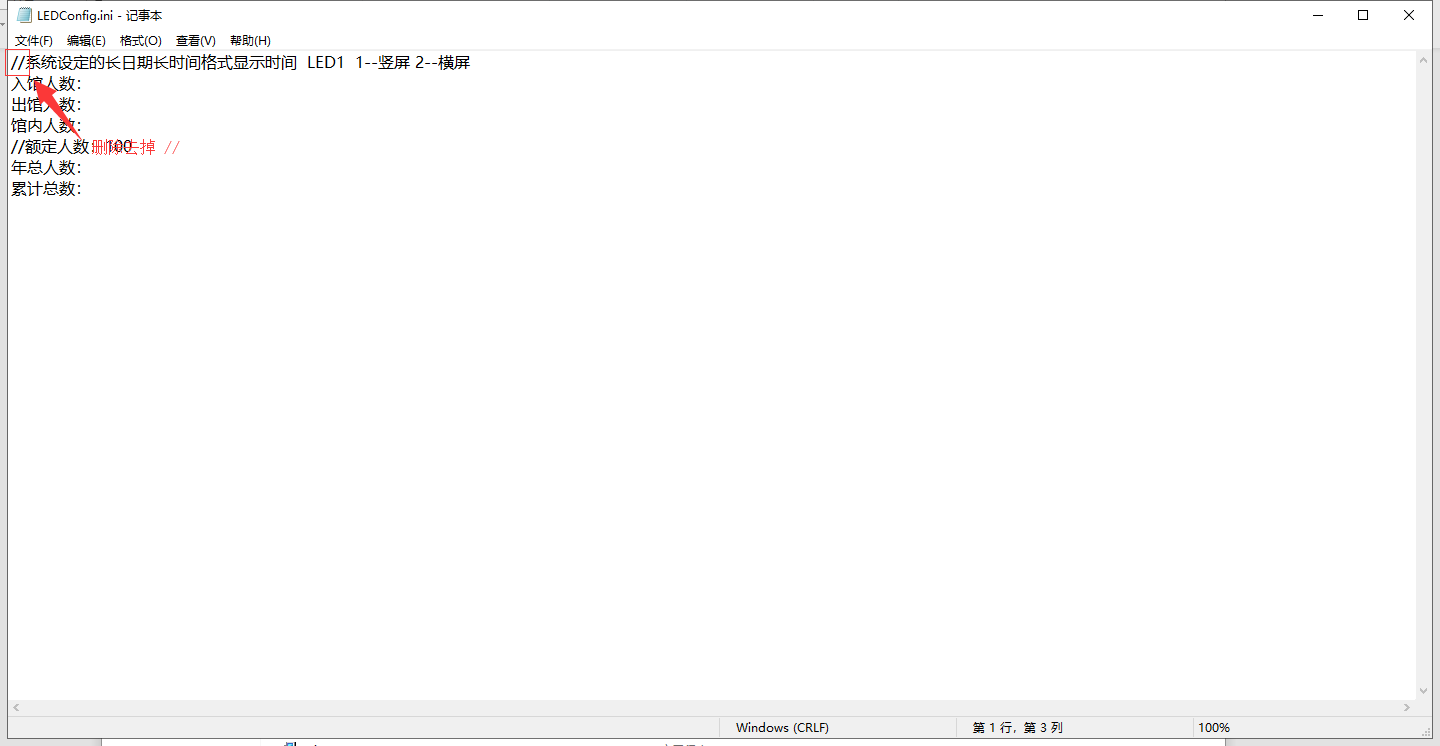 LEDConfig.ini - 记事本
文件(F) 编辑(E) 格式(O) 查看(V) 帮助(H)
//系统设定的长日期长时间格式显示时间  LED1  1--竖屏 2--横屏
入馆人数:
出馆人数:
馆内人数:
//额定人数: 100
删除去掉 //
年总人数:
累计总数:
Windows (CRLF) 第 1 行，第 3 列 100%